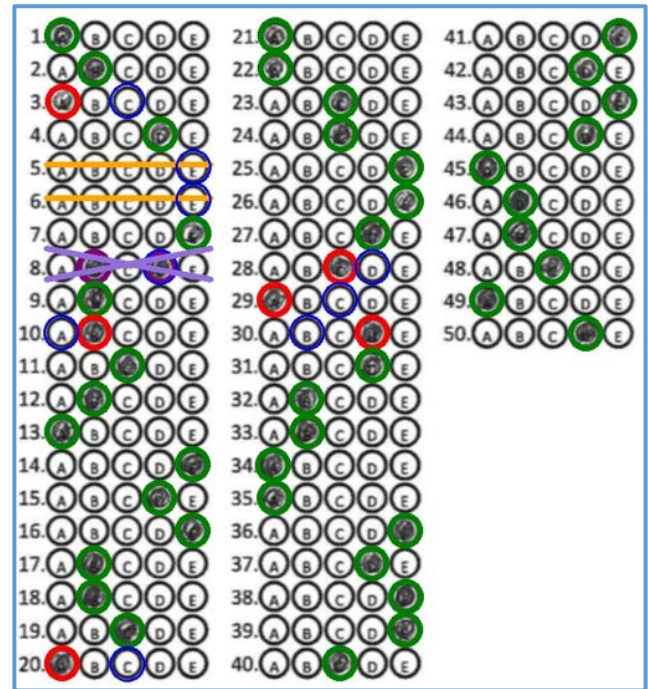 1. B C D E
2. A C D E
3. B C D E
4. A B C E
5. A B C D E
6. A B C D E
7. A B C D
8. A C E
9. A C D E
10. A C D E
11. A B D E
12. A C D E
13. B C D E
14. A B C D
15. A B C E
16. A B C D
17. A C D E
18. A C D E
19. A B D E
20. B C D E
21. B C D E
22. B C D E
23. A B D E
24. A B D E
25. A B C D
26. A B C D
27. A B C E
28. A B D E
29. B C D E
30. A B C E
31. A B C E
32. A C D E
33. A C D E
34. B C D E
35. B C D E
36. A B C D
37. A B C E
38. A B C D
39. A B C D
40. A B D E
41. A B C D
42. A B C E
43. A B C D
44. A B C E
45. B C D E
46. A C D E
47. A C D E
48. A B D E
49. B C D E
50. A B C E